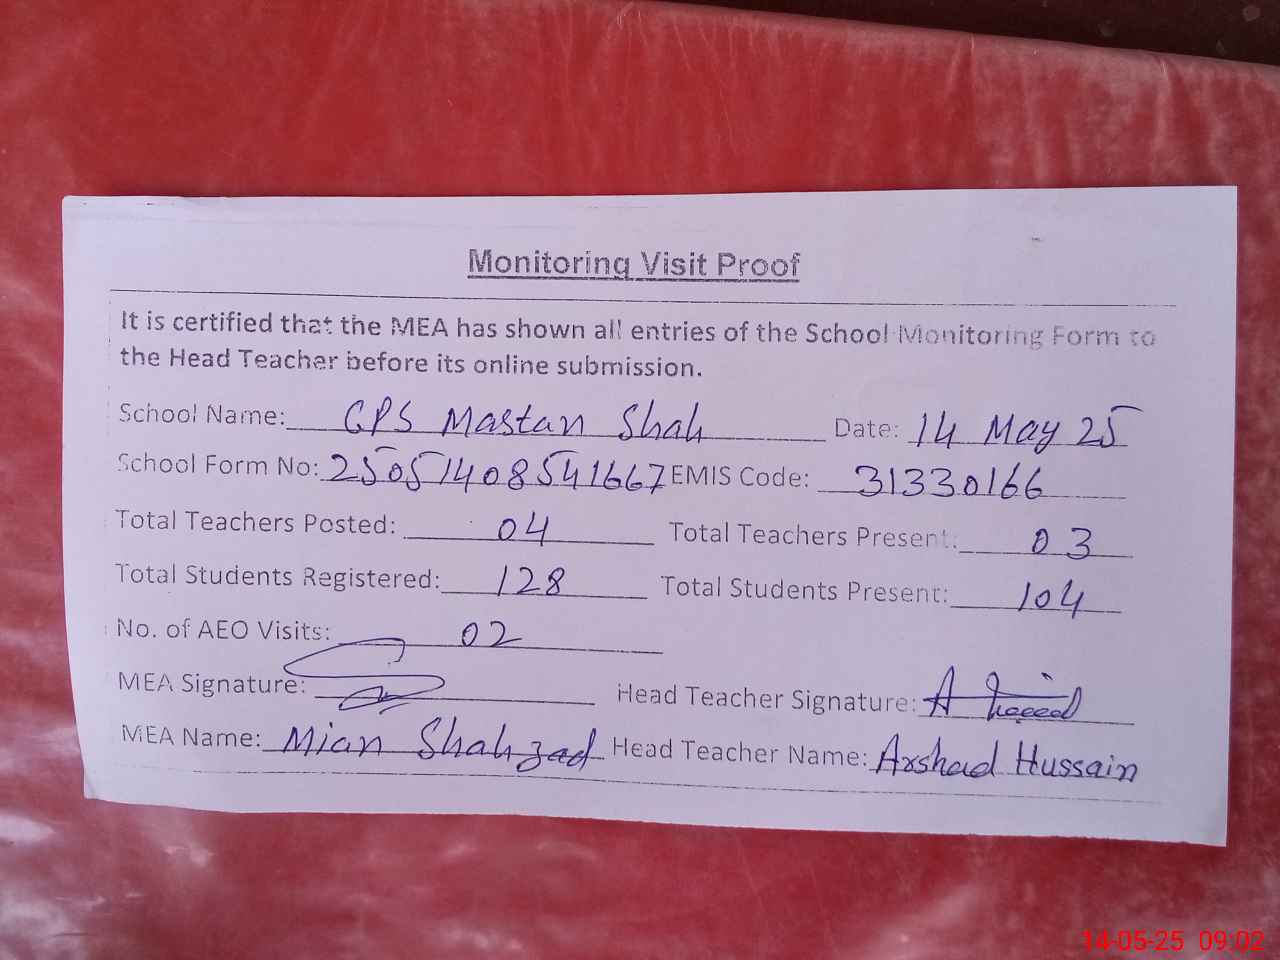 Monitoring Visit Proof
It is certified that the MEA has shown all entries of the School Monitoring Form to
the Head Teacher before its online submission.
School Name: GPS Mastan Shah Date: 14 May 25
School Form No: 25051408541667 EMIS Code: 31330166
Total Teachers Posted: 04 Total Teachers Present: 03
Total Students Registered: 128 Total Students Present: 104
No. of AEO Visits: 02
MEA Signature: Head Teacher Signature:
MEA Name: Mian Shahzad Head Teacher Name: Arshad Hussain
14-05-25 09:02